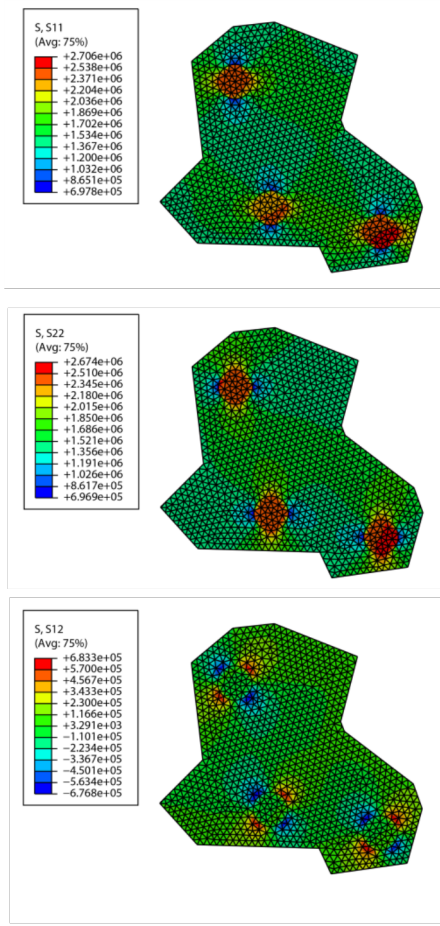 S, S11
(Avg: 75%)
+2.706e+06
+2.538e+06
+2.371e+06
+2.204e+06
+2.036e+06
+1.869e+06
+1.702e+06
+1.534e+06
+1.367e+06
+1.200e+06
+1.032e+06
+8.651e+05
+6.978e+05
S, S22
(Avg: 75%)
+2.674e+06
+2.510e+06
+2.345e+06
+2.180e+06
+2.015e+06
+1.850e+06
+1.686e+06
+1.521e+06
+1.356e+06
+1.191e+06
+1.026e+06
+8.617e+05
+6.969e+05
S, S12
(Avg: 75%)
+6.833e+05
+5.700e+05
+4.567e+05
+3.433e+05
+2.300e+05
+1.166e+05
+3.291e+03
−1.101e+05
−2.234e+05
−3.367e+05
−4.501e+05
−5.634e+05
−6.768e+05